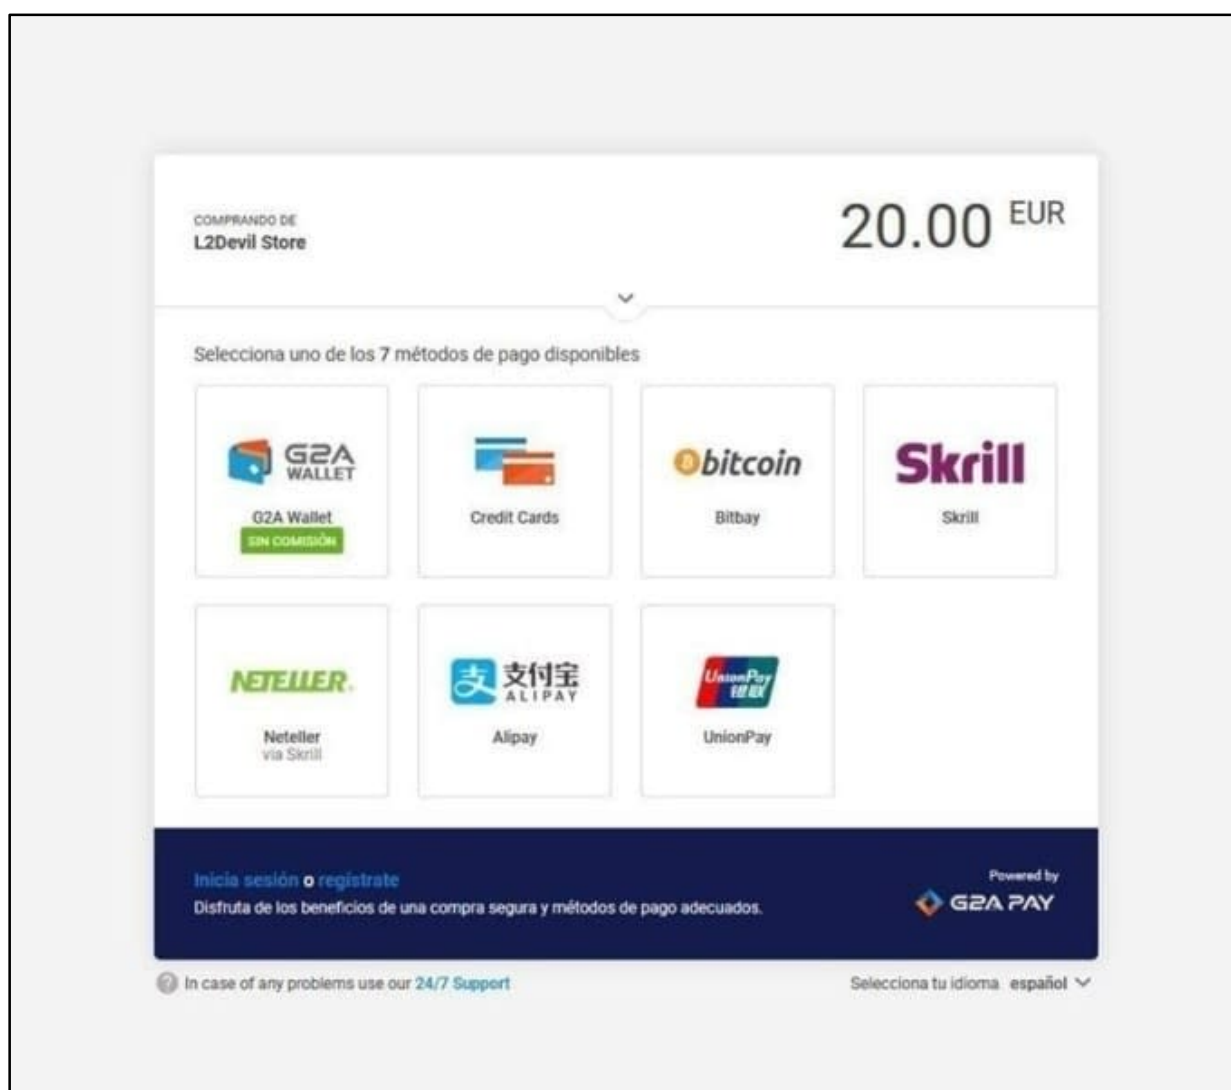 COMPRANDO DE
L2Devil Store
20.00 EUR
Selecciona uno de los 7 métodos de pago disponibles
G2A WALLET
G2A Wallet
SIN COMISIÓN
Credit Cards
bitcoin
Bitbay
Skrill
Skrill
NETELLER.
Neteller
via Skrill
支付宝
ALIPAY
Alipay
UnionPay
银联
UnionPay
Inicia sesión o regístrate
Disfruta de los beneficios de una compra segura y métodos de pago adecuados.
Powered by
G2A PAY
In case of any problems use our 24/7 Support
Selecciona tu idioma español